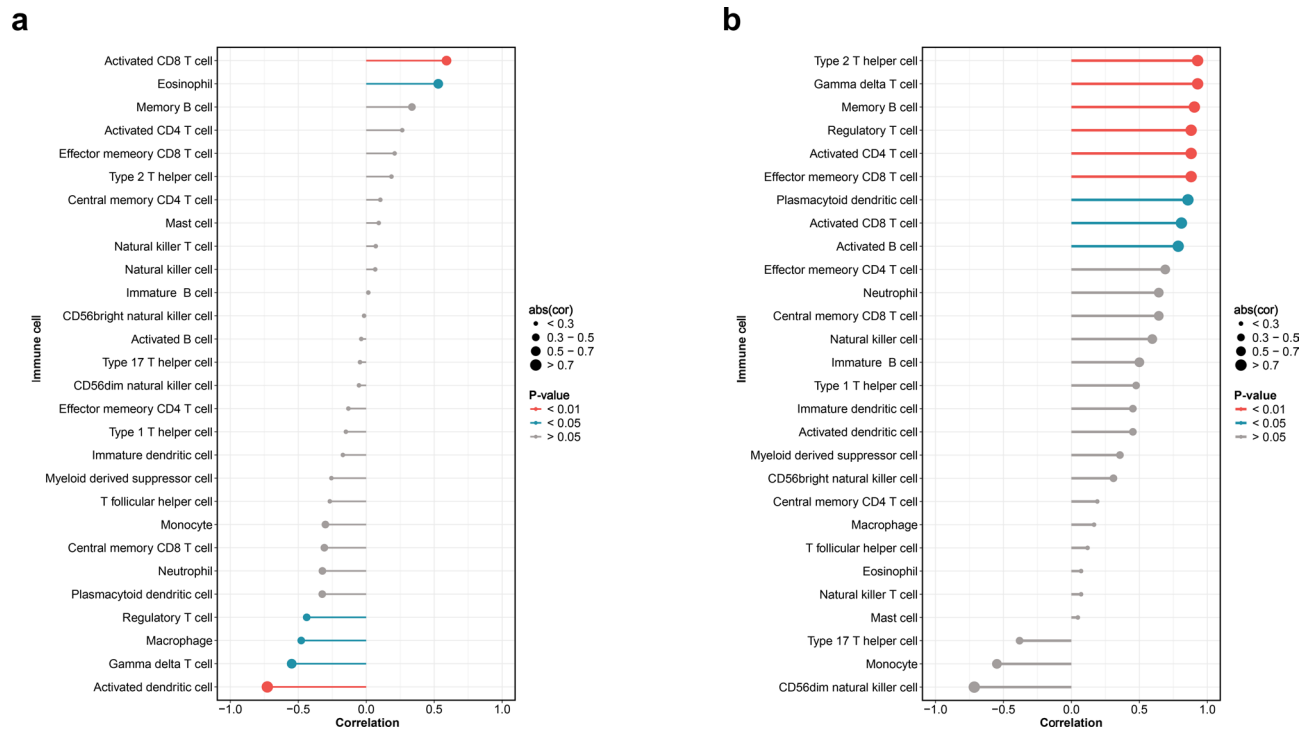 a
Activated CD8 T cell
Eosinophil
Memory B cell
Activated CD4 T cell
Effector memeory CD8 T cell
Type 2 T helper cell
Central memory CD4 T cell
Mast cell
Natural killer T cell
Natural killer cell
Immature  B cell
CD56bright natural killer cell
Activated B cell
Type 17 T helper cell
CD56dim natural killer cell
Effector memeory CD4 T cell
Type 1 T helper cell
Immature dendritic cell
Myeloid derived suppressor cell
T follicular helper cell
Monocyte
Central memory CD8 T cell
Neutrophil
Plasmacytoid dendritic cell
Regulatory T cell
Macrophage
Gamma delta T cell
Activated dendritic cell
Immune cell
−1.0 −0.5 0.0 0.5 1.0
Correlation
abs(cor)
< 0.3
0.3 − 0.5
0.5 − 0.7
> 0.7
P-value
< 0.01
< 0.05
> 0.05
b
Type 2 T helper cell
Gamma delta T cell
Memory B cell
Regulatory T cell
Activated CD4 T cell
Effector memeory CD8 T cell
Plasmacytoid dendritic cell
Activated CD8 T cell
Activated B cell
Effector memeory CD4 T cell
Neutrophil
Central memory CD8 T cell
Natural killer cell
Immature  B cell
Type 1 T helper cell
Immature dendritic cell
Activated dendritic cell
Myeloid derived suppressor cell
CD56bright natural killer cell
Central memory CD4 T cell
Macrophage
T follicular helper cell
Eosinophil
Natural killer T cell
Mast cell
Type 17 T helper cell
Monocyte
CD56dim natural killer cell
Immune cell
−1.0 −0.5 0.0 0.5 1.0
Correlation
abs(cor)
< 0.3
0.3 − 0.5
0.5 − 0.7
> 0.7
P-value
< 0.01
< 0.05
> 0.05